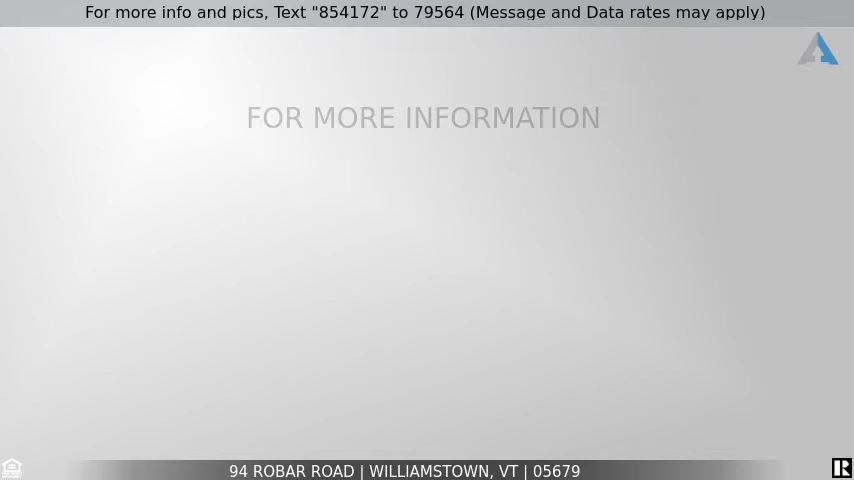 For more info and pics, Text "854172" to 79564 (Message and Data rates may apply)
FOR MORE INFORMATION
94 ROBAR ROAD | WILLIAMSTOWN, VT | 05679